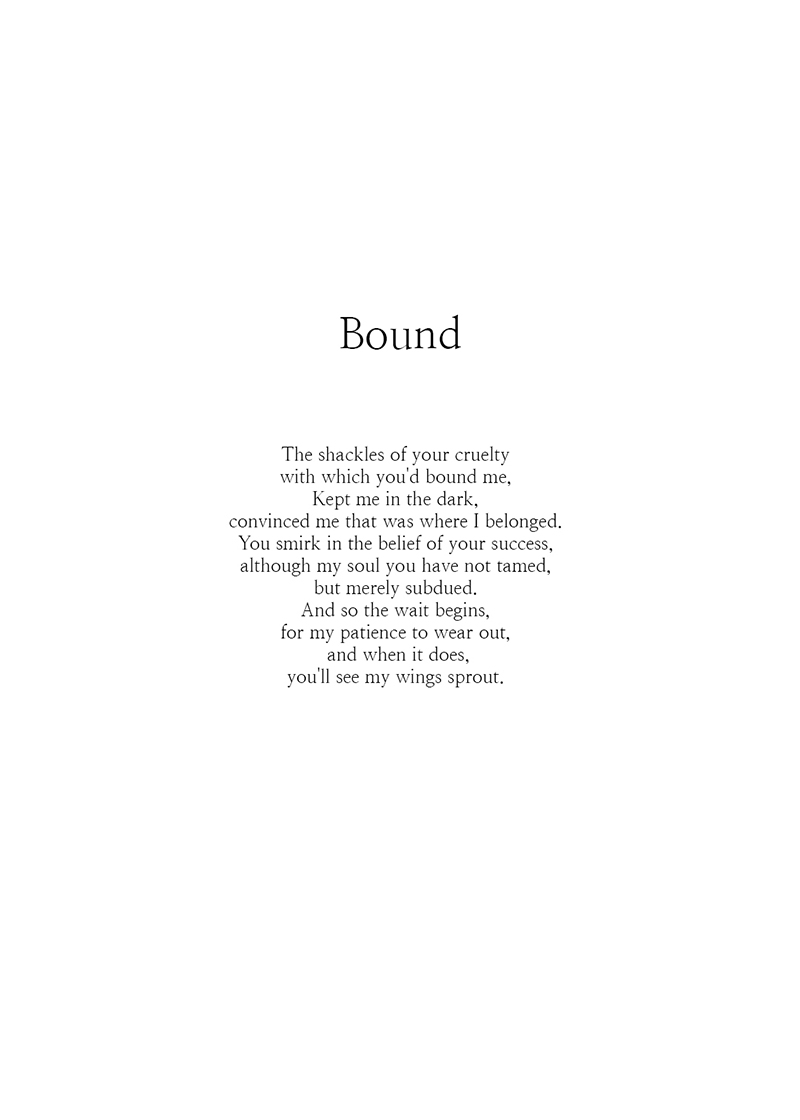 Bound
The shackles of your cruelty
with which you'd bound me,
Kept me in the dark,
convinced me that was where I belonged.
You smirk in the belief of your success,
although my soul you have not tamed,
but merely subdued.
And so the wait begins,
for my patience to wear out,
and when it does,
you'll see my wings sprout.